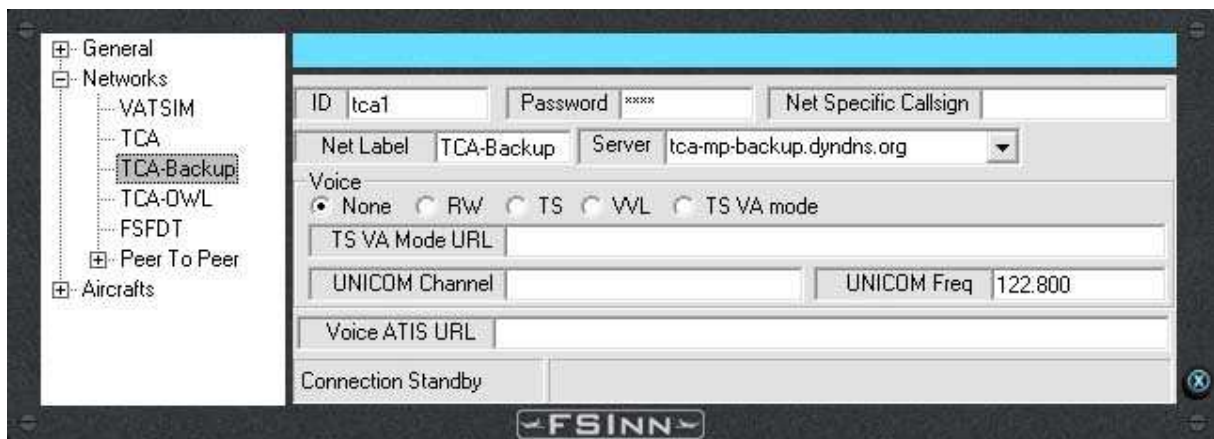 General
Networks
VATSIM
TCA
TCA-Backup
TCA-OWL
FSFDT
Peer To Peer
Aircrafts
ID tca1 Password **** Net Specific Callsign
Net Label TCA-Backup Server tca-mp-backup.dyndns.org
Voice
None RW TS VVL TS VA mode
TS VA Mode URL
UNICOM Channel UNICOM Freq 122.800
Voice ATIS URL
Connection Standby
FSINN